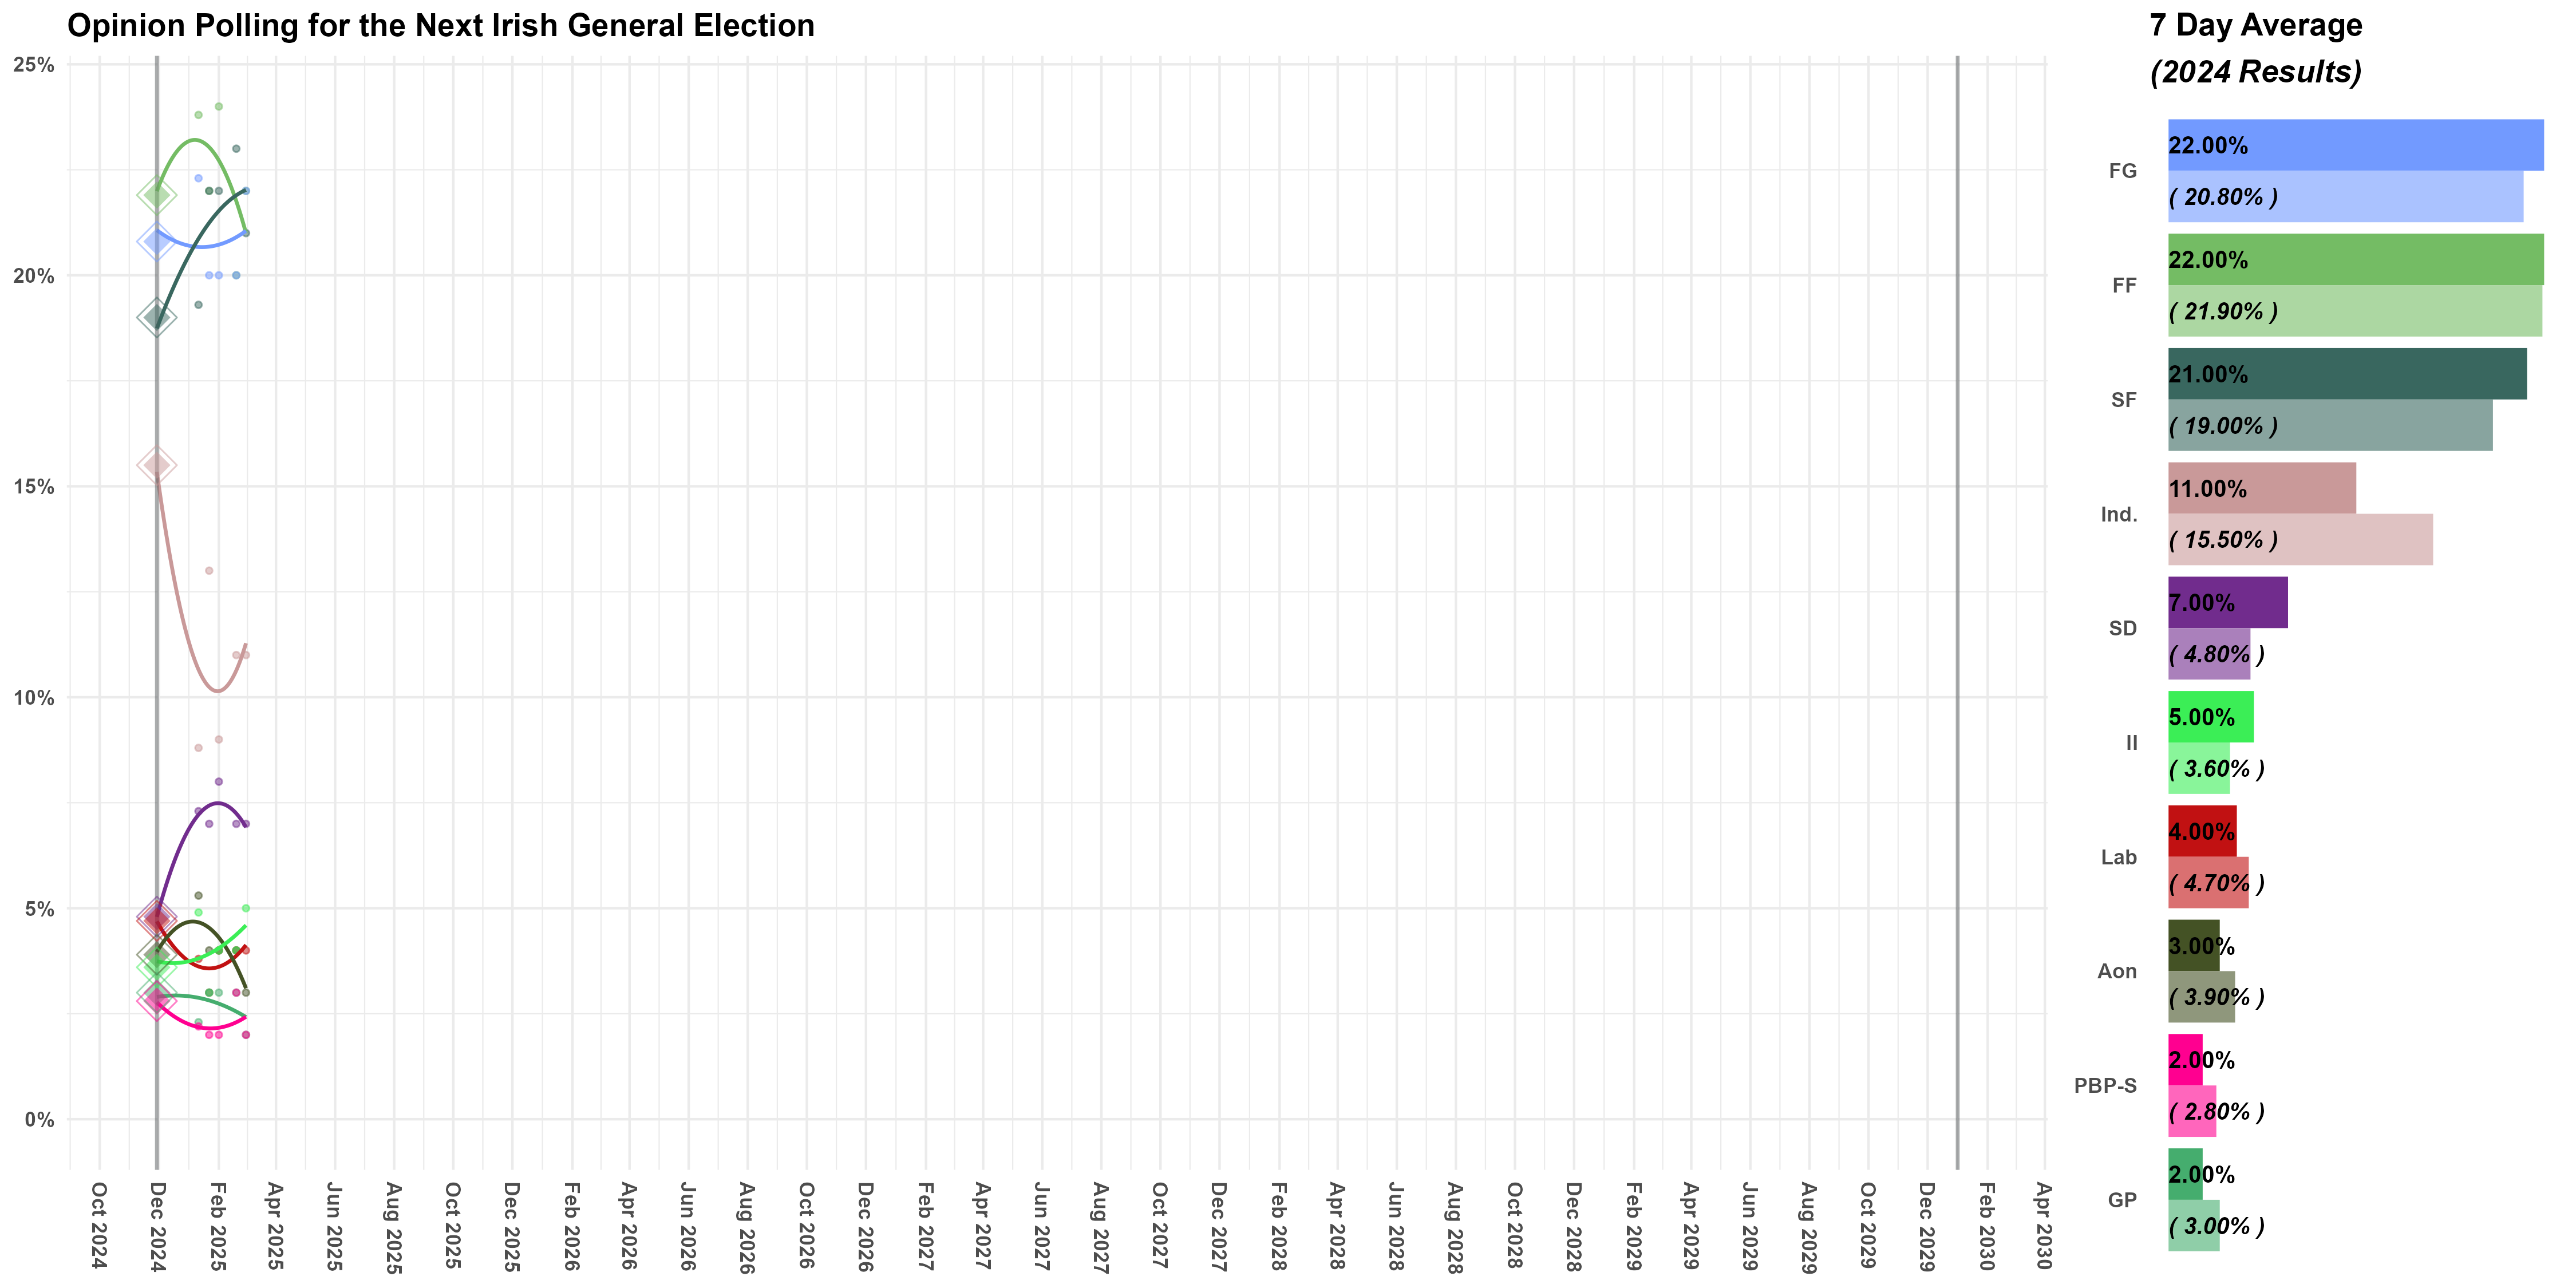 Opinion Polling for the Next Irish General Election
25%
20%
15%
10%
5%
0%
Oct 2024
Dec 2024
Feb 2025
Apr 2025
Jun 2025
Aug 2025
Oct 2025
Dec 2025
Feb 2026
Apr 2026
Jun 2026
Aug 2026
Oct 2026
Dec 2026
Feb 2027
Apr 2027
Jun 2027
Aug 2027
Oct 2027
Dec 2027
Feb 2028
Apr 2028
Jun 2028
Aug 2028
Oct 2028
Dec 2028
Feb 2029
Apr 2029
Jun 2029
Aug 2029
Oct 2029
Dec 2029
Feb 2030
Apr 2030
7 Day Average
(2024 Results)
FG
22.00%
( 20.80% )
FF
22.00%
( 21.90% )
SF
21.00%
( 19.00% )
Ind.
11.00%
( 15.50% )
SD
7.00%
( 4.80% )
II
5.00%
( 3.60% )
Lab
4.00%
( 4.70% )
Aon
3.00%
( 3.90% )
PBP-S
2.00%
( 2.80% )
GP
2.00%
( 3.00% )